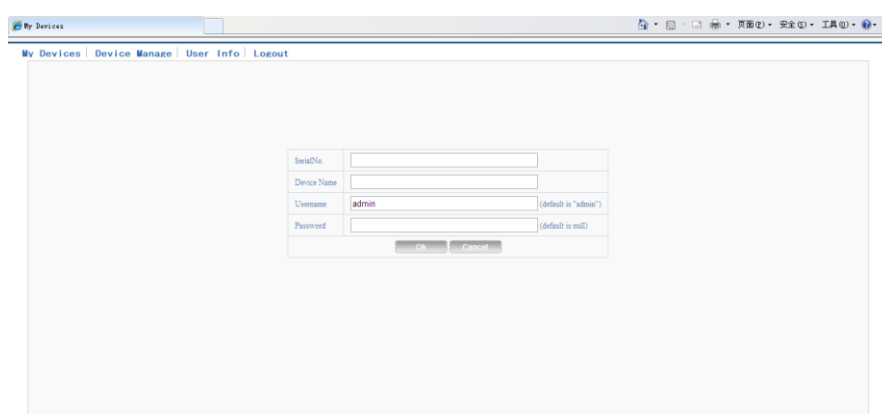 My Devices
页面(P) 安全(S) 工具(O)
My Devices Device Manage User Info Logout
SerialNo.
Device Name
Username admin (default is "admin")
Password (default is null)
Ok Cancel